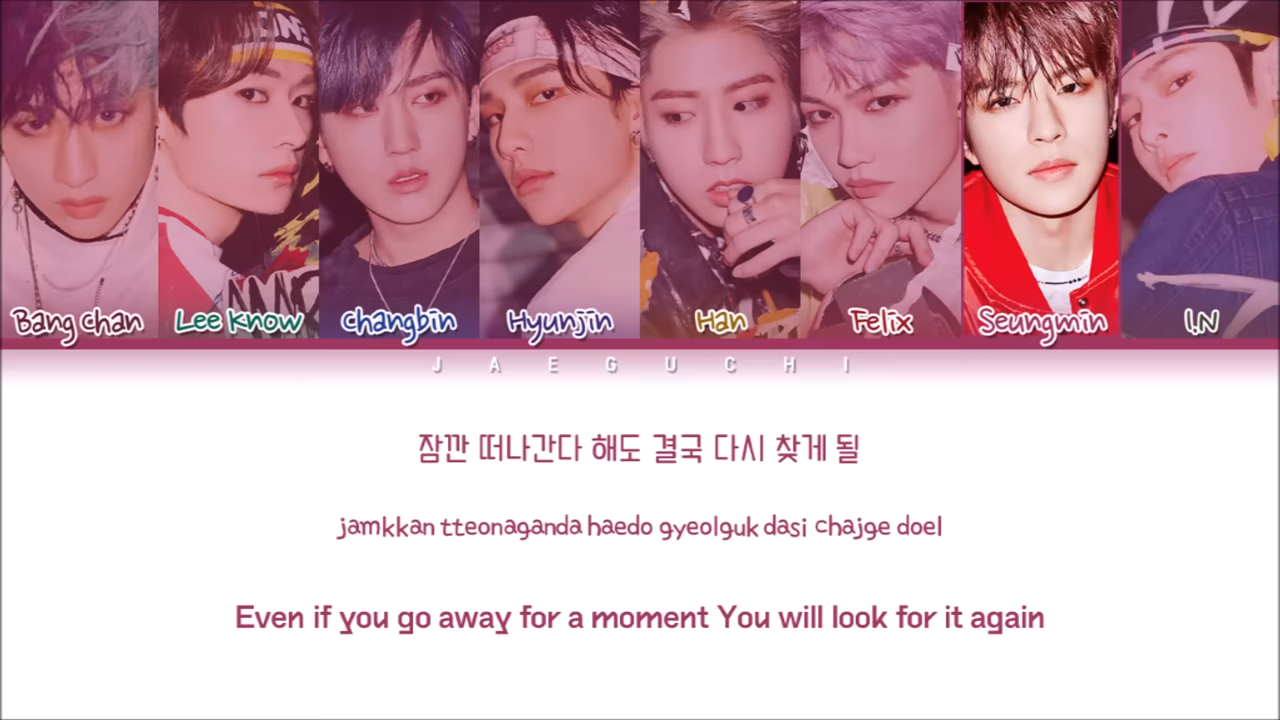 Bang chan Lee Know changbin Hyunjin Han Felix Seungmin I.N
JAEGUCHI
잠깐 떠나간다 해도 결국 다시 찾게 될
jamkkan tteonaganda haedo gyeolguk dasi chajge doel
Even if you go away for a moment You will look for it again